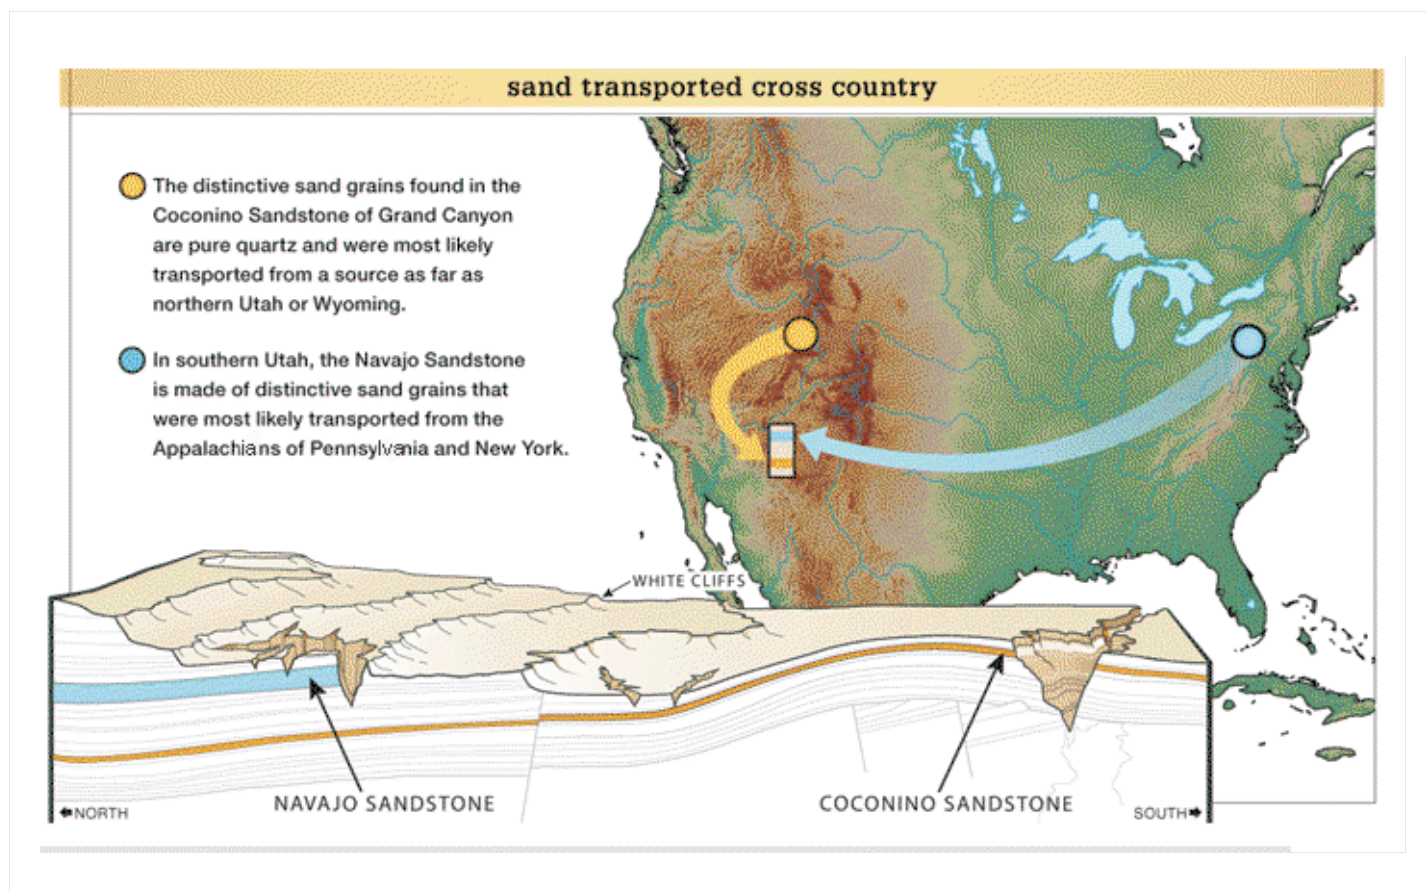 sand transported cross country
The distinctive sand grains found in the
Coconino Sandstone of Grand Canyon
are pure quartz and were most likely
transported from a source as far as
northern Utah or Wyoming.
In southern Utah, the Navajo Sandstone
is made of distinctive sand grains that
were most likely transported from the
Appalachians of Pennsylvania and New York.
WHITE CLIFFS
NAVAJO SANDSTONE
COCONINO SANDSTONE
NORTH
SOUTH